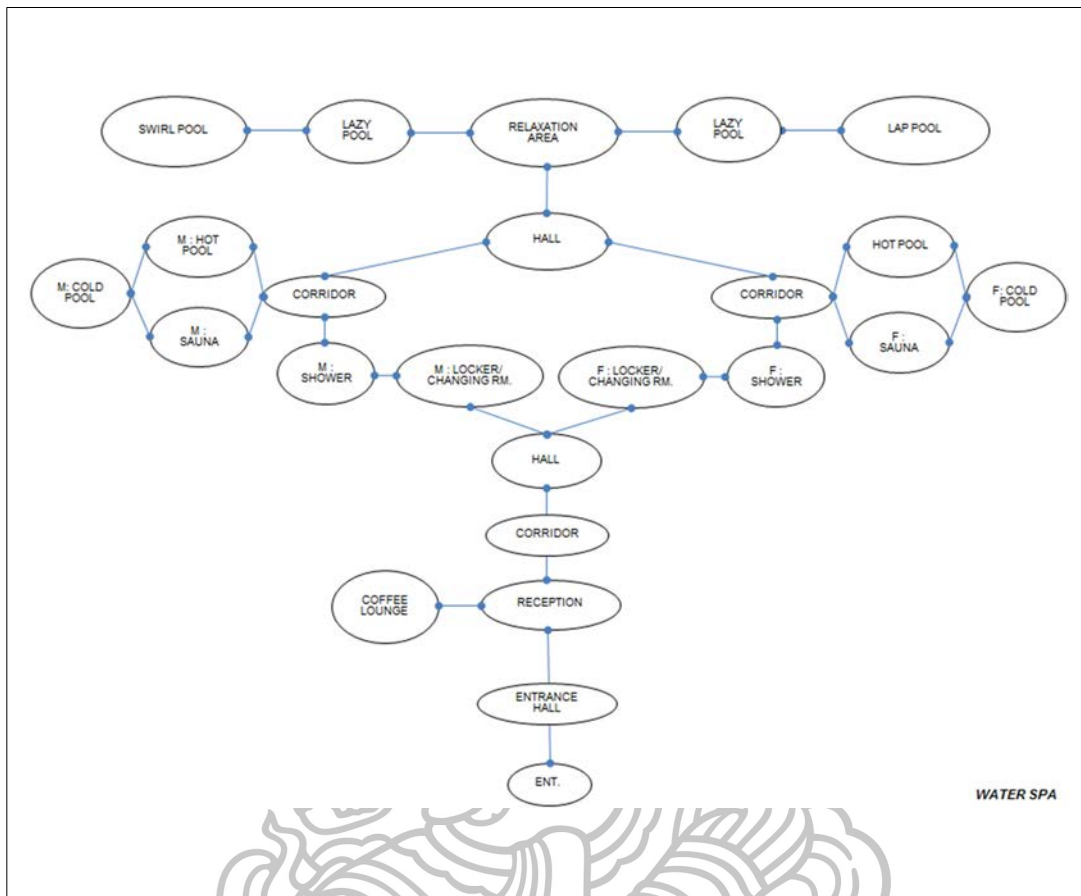 SWIRL POOL
LAZY
POOL
RELAXATION
AREA
LAZY
POOL
LAP POOL
HALL
M : HOT
POOL
HOT POOL
M: COLD
POOL
CORRIDOR
CORRIDOR
F: COLD
POOL
M :
SAUNA
F :
SAUNA
M :
SHOWER
M : LOCKER/
CHANGING RM.
F : LOCKER/
CHANGING RM.
F :
SHOWER
HALL
CORRIDOR
COFFEE
LOUNGE
RECEPTION
ENTRANCE
HALL
ENT.
WATER SPA